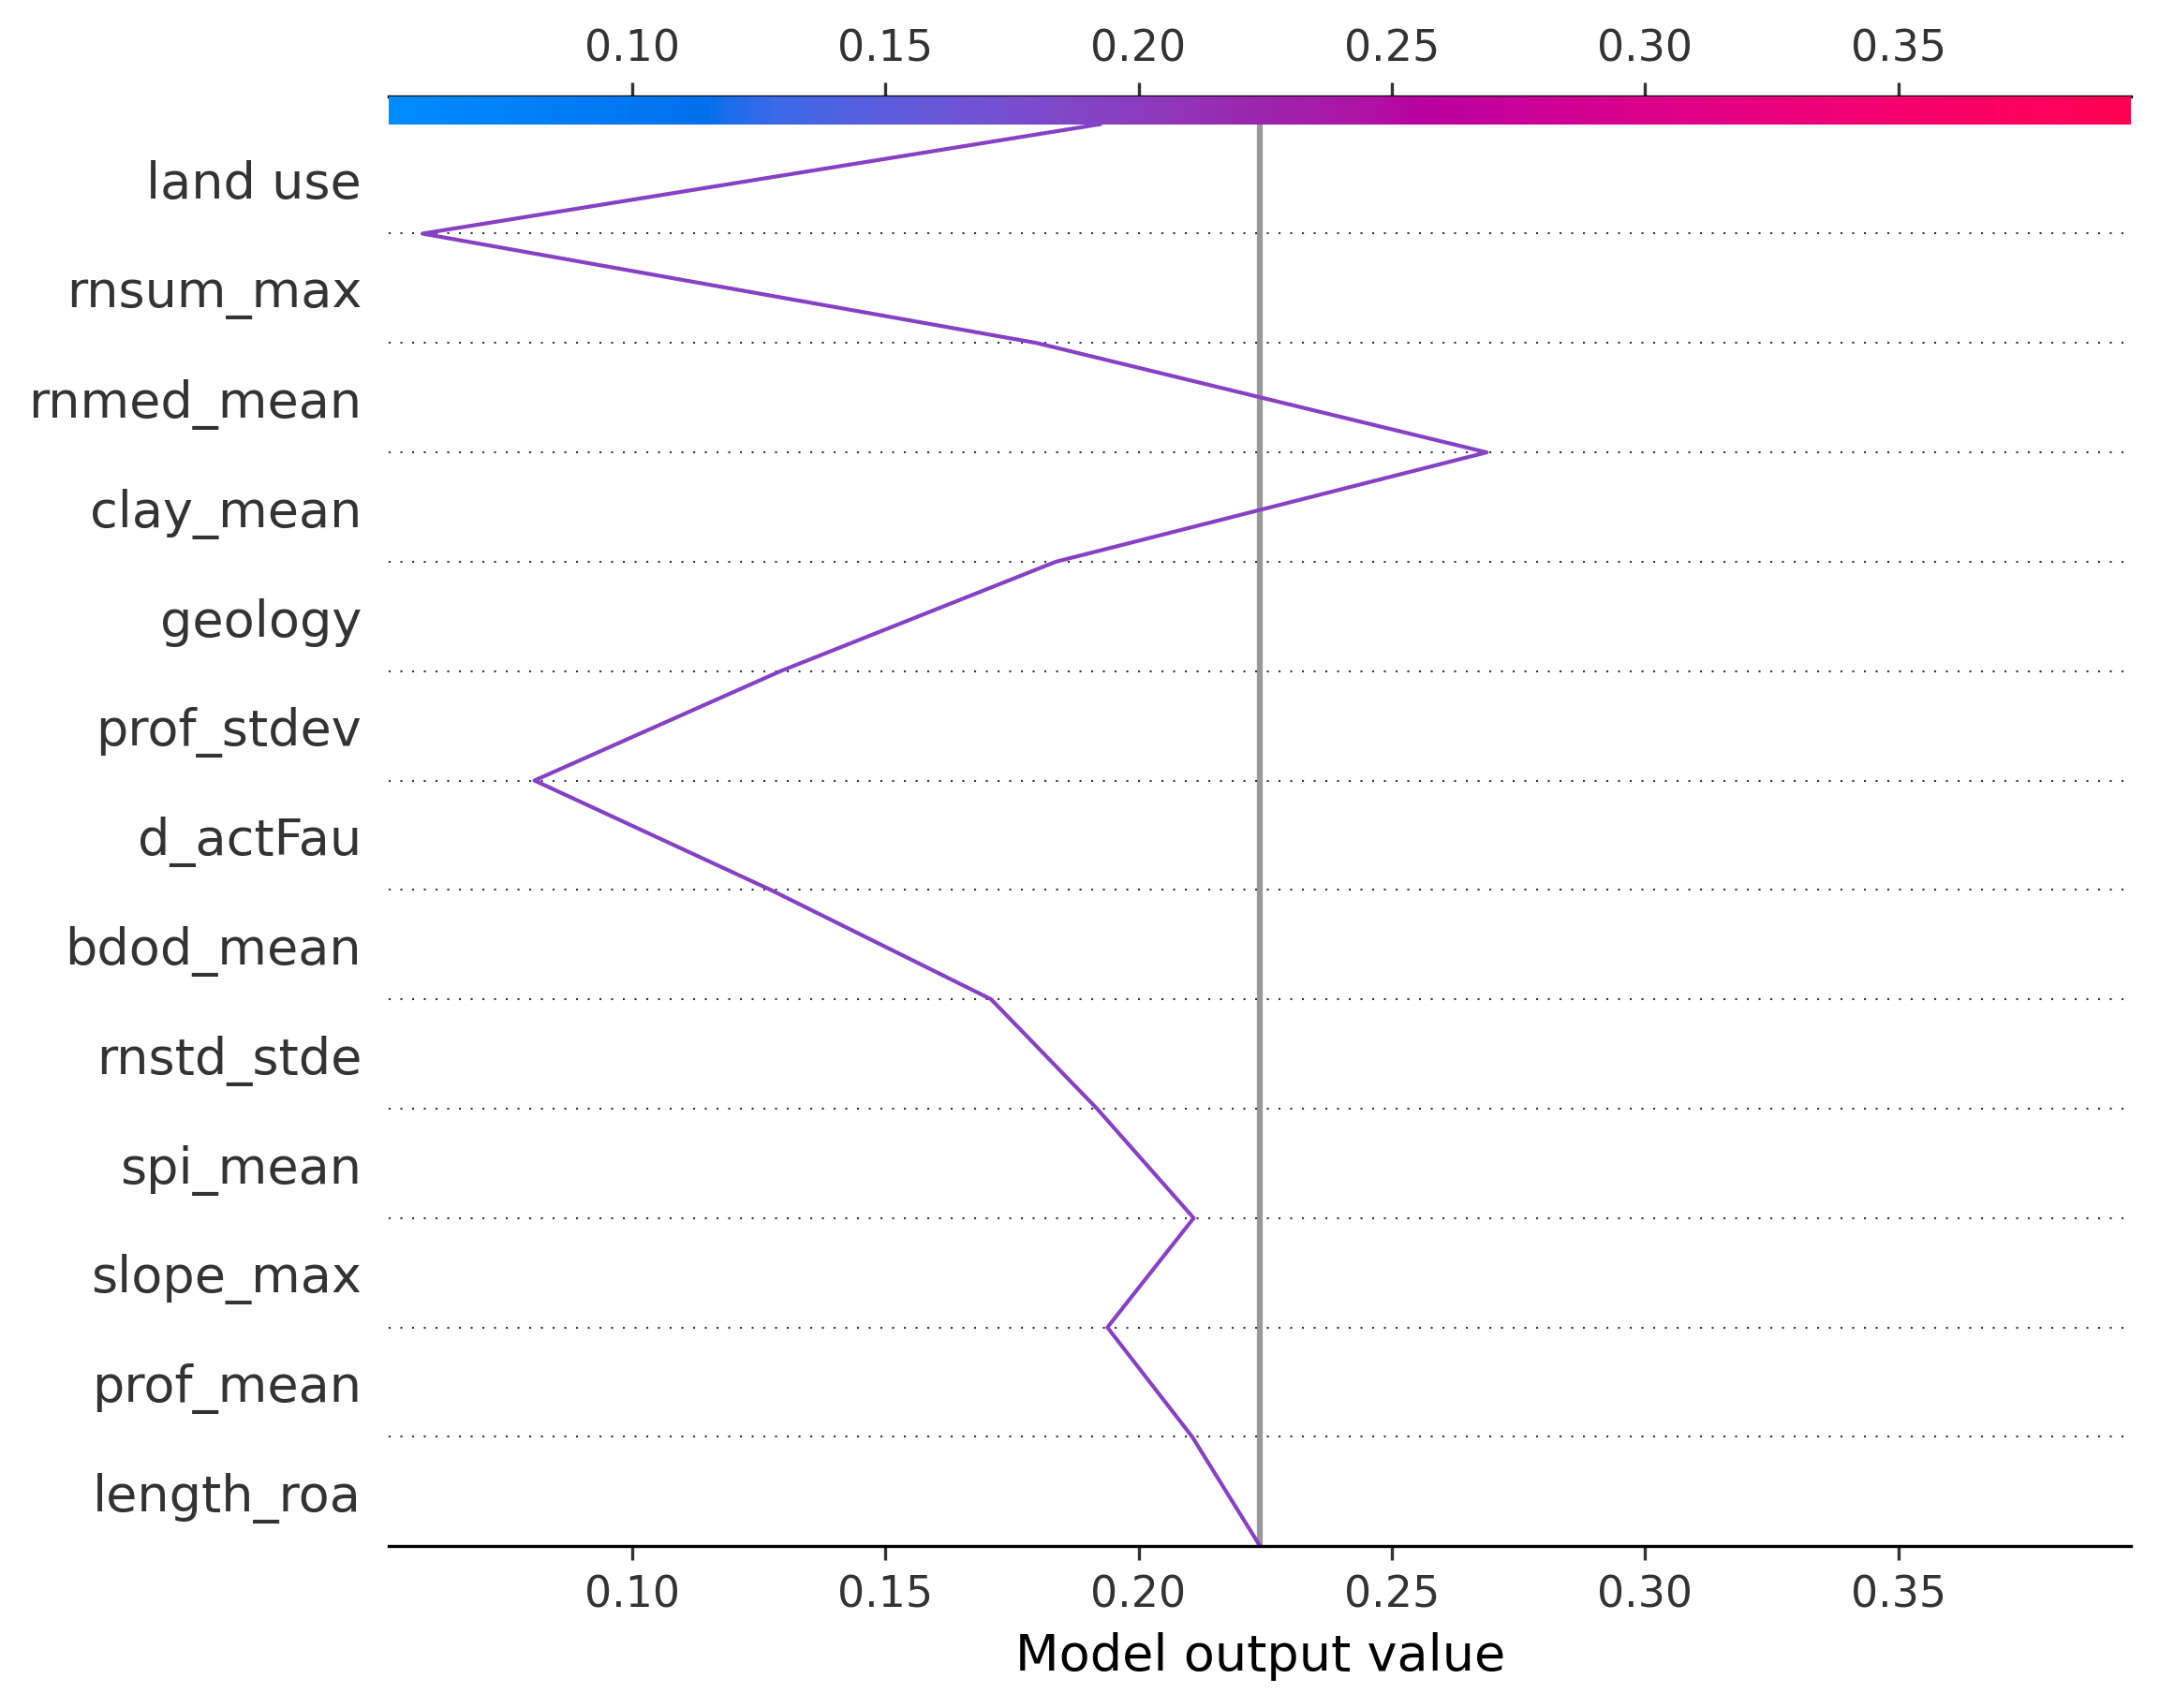 0.10 0.15 0.20 0.25 0.30 0.35
land use
rnsum_max
rnmed_mean
clay_mean
geology
prof_stdev
d_actFau
bdod_mean
rnstd_stde
spi_mean
slope_max
prof_mean
length_roa
0.10 0.15 0.20 0.25 0.30 0.35
Model output value